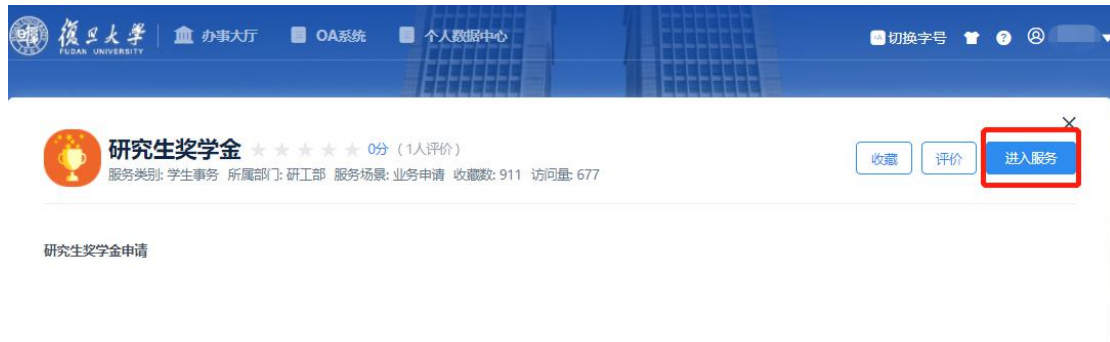 復旦大學 办事大厅 OA系统 个人数据中心 切换字号
FUDAN UNIVERSITY
研究生奖学金 0分 (1人评价)
服务类别: 学生事务 所属部门: 研工部 服务场景: 业务申请 收藏数: 911 访问量: 677
收藏 评价 进入服务
研究生奖学金申请